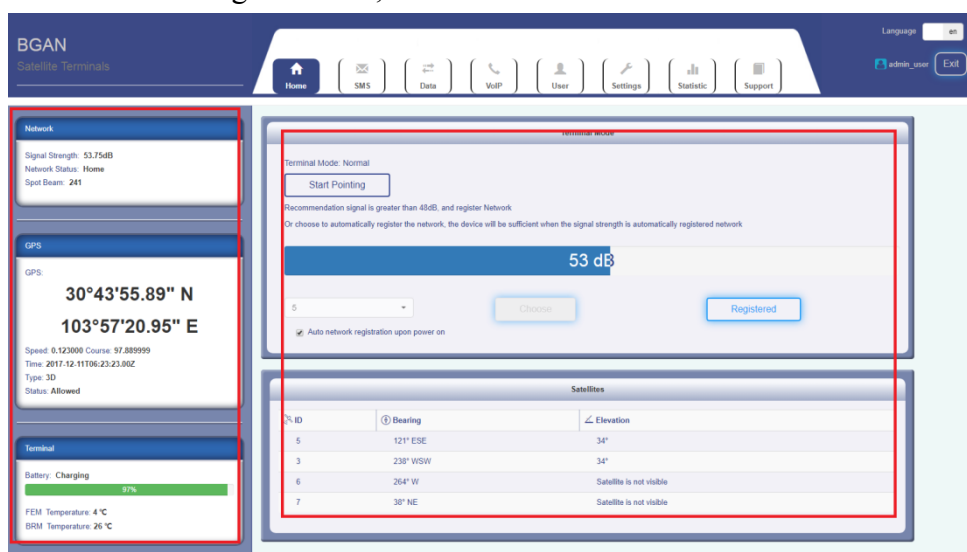 BGAN
Satellite Terminals
Home
SMS
Data
VoIP
User
Settings
Statistic
Support
Language en
admin_user Exit
Network
Signal Strength: 53.75dB
Network Status: Home
Spot Beam: 241
GPS
GPS:
30°43'55.89" N
103°57'20.95" E
Speed: 0.123000 Course: 97.889999
Time: 2017-12-11T06:23:23.00Z
Type: 3D
Status: Allowed
Terminal
Battery: Charging
97%
FEM Temperature: 4 °C
BRM Temperature: 26 °C
Terminal Mode
Terminal Mode: Normal
Start Pointing
Recommendation signal is greater than 48dB, and register Network
Or choose to automatically register the network, the device will be sufficient when the signal strength is automatically registered network
53 dB
5 Choose Registered
Auto network registration upon power on
Satellites
ID Bearing Elevation
5 121° ESE 34°
3 238° WSW 34°
6 264° W Satellite is not visible
7 38° NE Satellite is not visible